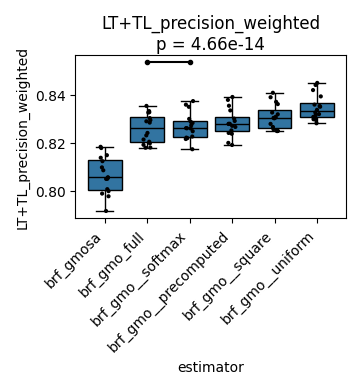 LT+TL_precision_weighted
p = 4.66e-14
LT+TL_precision_weighted
0.84
0.82
0.80
brf_gmosa
brf_gmo_full
brf_gmo__softmax
brf_gmo__precomputed
brf_gmo__square
brf_gmo__uniform
estimator